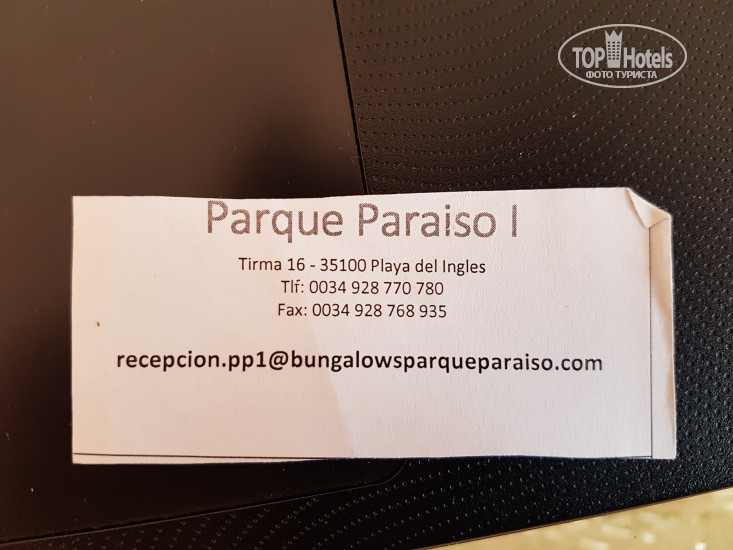 TOP Hotels
ФОТО ТУРИСТА
Parque Paraiso I
Tirma 16 - 35100 Playa del Ingles
Tlf: 0034 928 770 780
Fax: 0034 928 768 935
recepcion.pp1@bungalowsparqueparaiso.com